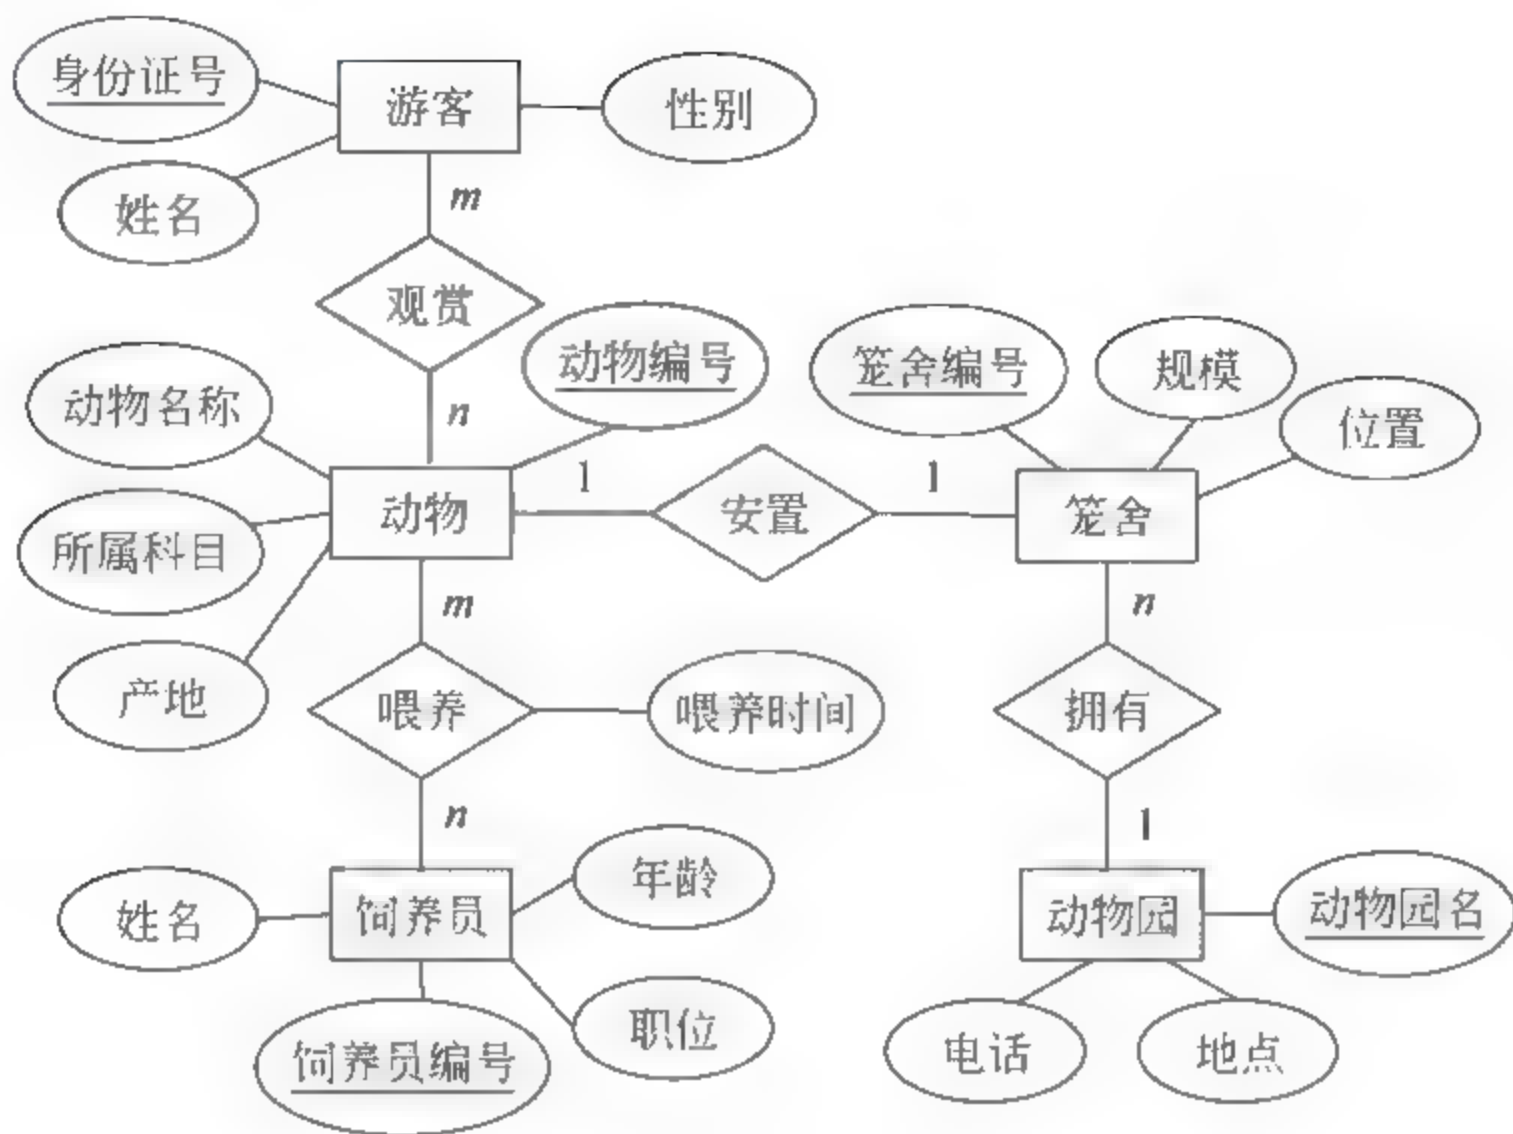 身份证号
游客
性别
姓名
m
观赏
动物编号
笼舍编号
规模
位置
动物名称
n
1
1
动物
安置
笼舍
所属科目
m
n
产地
喂养
喂养时间
拥有
n
1
年龄
姓名
饲养员
动物园
动物园名
职位
饲养员编号
电话
地点